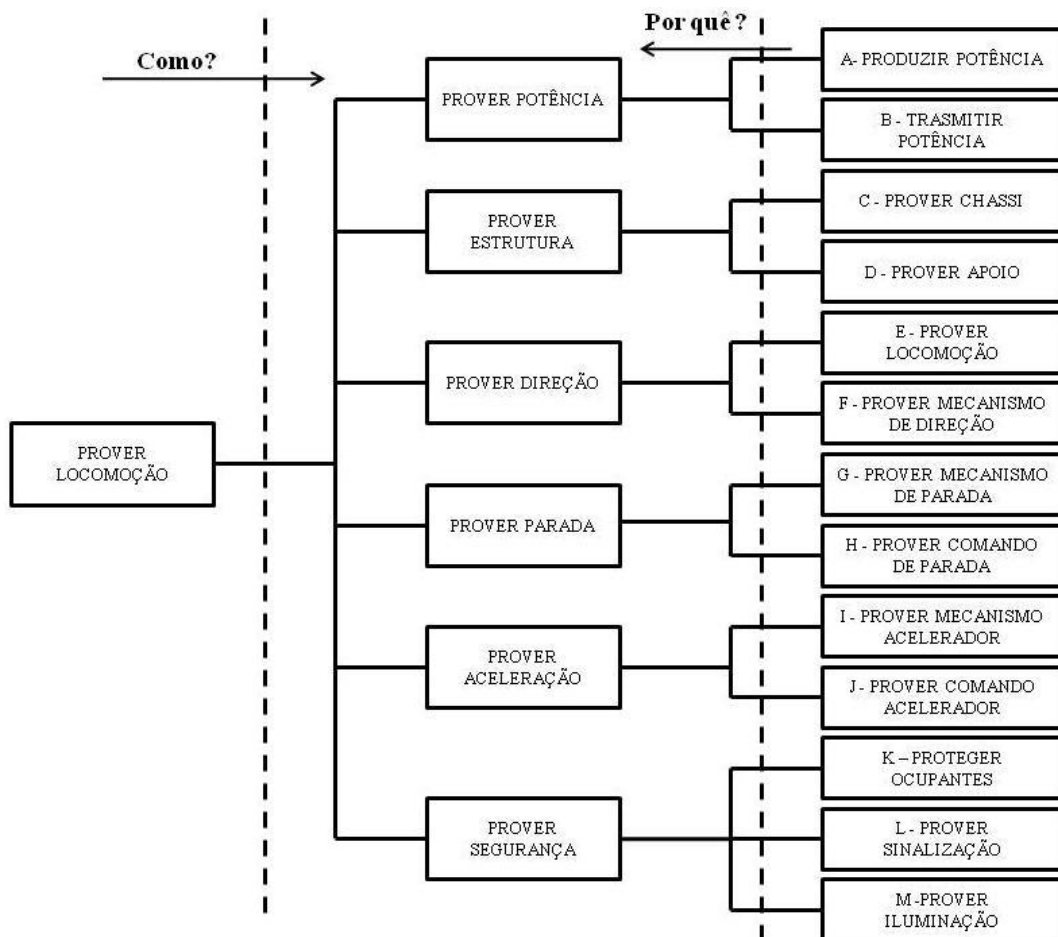 Como?
Por quê?
PROVER
LOCOMOÇÃO
PROVER POTÊNCIA
A- PRODUZIR POTÊNCIA
B - TRASMITIR
POTÊNCIA
PROVER
ESTRUTURA
C - PROVER CHASSI
D - PROVER APOIO
PROVER DIREÇÃO
E - PROVER
LOCOMOÇÃO
F - PROVER MECANISMO
DE DIREÇÃO
PROVER PARADA
G - PROVER MECANISMO
DE PARADA
H - PROVER COMANDO
DE PARADA
PROVER
ACELERAÇÃO
I - PROVER MECANISMO
ACELERADOR
J - PROVER COMANDO
ACELERADOR
PROVER
SEGURANÇA
K – PROTEGER
OCUPANTES
L - PROVER
SINALIZAÇÃO
M -PROVER
ILUMINAÇÃO